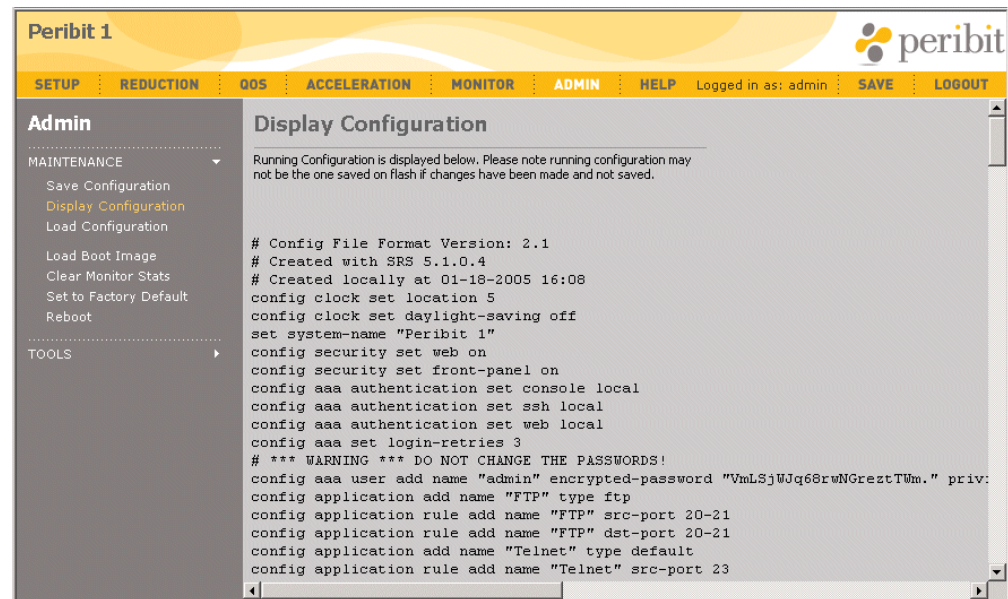 Peribit 1
peribit
SETUP REDUCTION QOS ACCELERATION MONITOR ADMIN HELP Logged in as: admin SAVE LOGOUT
Admin
MAINTENANCE
Save Configuration
Display Configuration
Load Configuration
Load Boot Image
Clear Monitor Stats
Set to Factory Default
Reboot
TOOLS
Display Configuration
Running Configuration is displayed below. Please note running configuration may
not be the one saved on flash if changes have been made and not saved.
# Config File Format Version: 2.1
# Created with SRS 5.1.0.4
# Created locally at 01-18-2005 16:08
config clock set location 5
config clock set daylight-saving off
set system-name "Peribit 1"
config security set web on
config security set front-panel on
config aaa authentication set console local
config aaa authentication set ssh local
config aaa authentication set web local
config aaa set login-retries 3
# *** WARNING *** DO NOT CHANGE THE PASSWORDS!
config aaa user add name "admin" encrypted-password "VmLSjWJq68rwNGreztTWm." priv
config application add name "FTP" type ftp
config application rule add name "FTP" src-port 20-21
config application rule add name "FTP" dst-port 20-21
config application add name "Telnet" type default
config application rule add name "Telnet" src-port 23